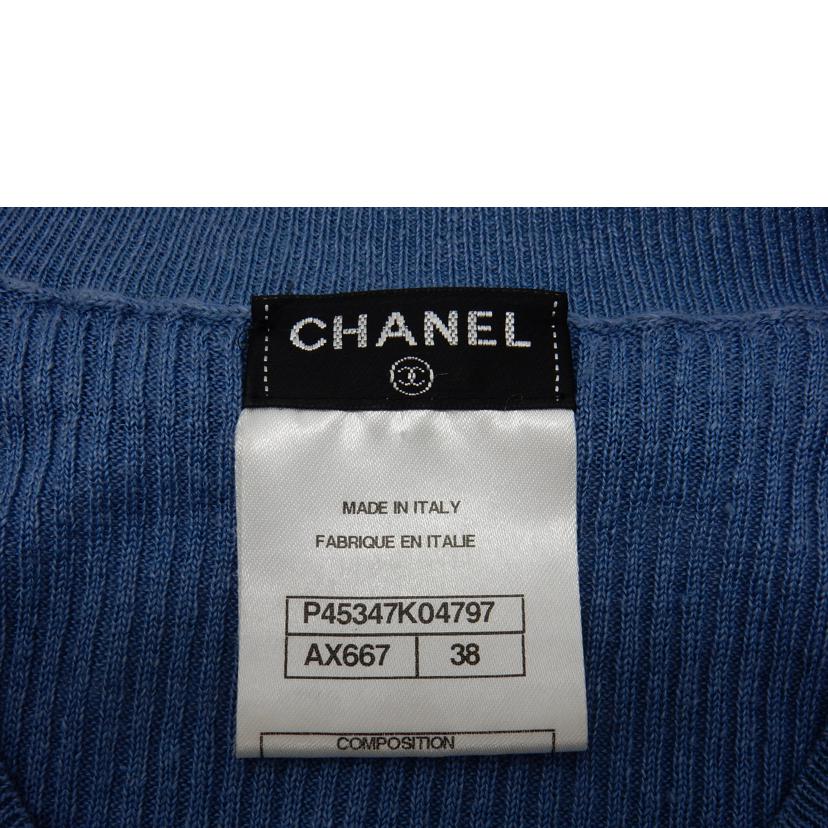 CHANEL
MADE IN ITALY
FABRIQUE EN ITALIE
P45347K04797
AX667 38
COMPOSITION